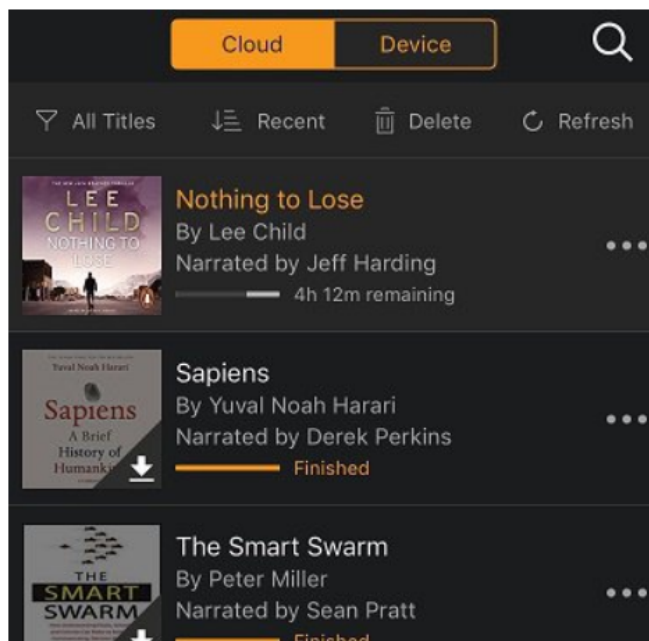 Cloud
Device
All Titles
Recent
Delete
Refresh
LEE
CHILD
NOTHING TO
LOSE
Nothing to Lose
By Lee Child
Narrated by Jeff Harding
4h 12m remaining
Yuval Noah Harari
Sapiens
A Brief
History of
Sapiens
By Yuval Noah Harari
Narrated by Derek Perkins
Finished
THE
SMART
SWARM
The Smart Swarm
By Peter Miller
Narrated by Sean Pratt
Finished